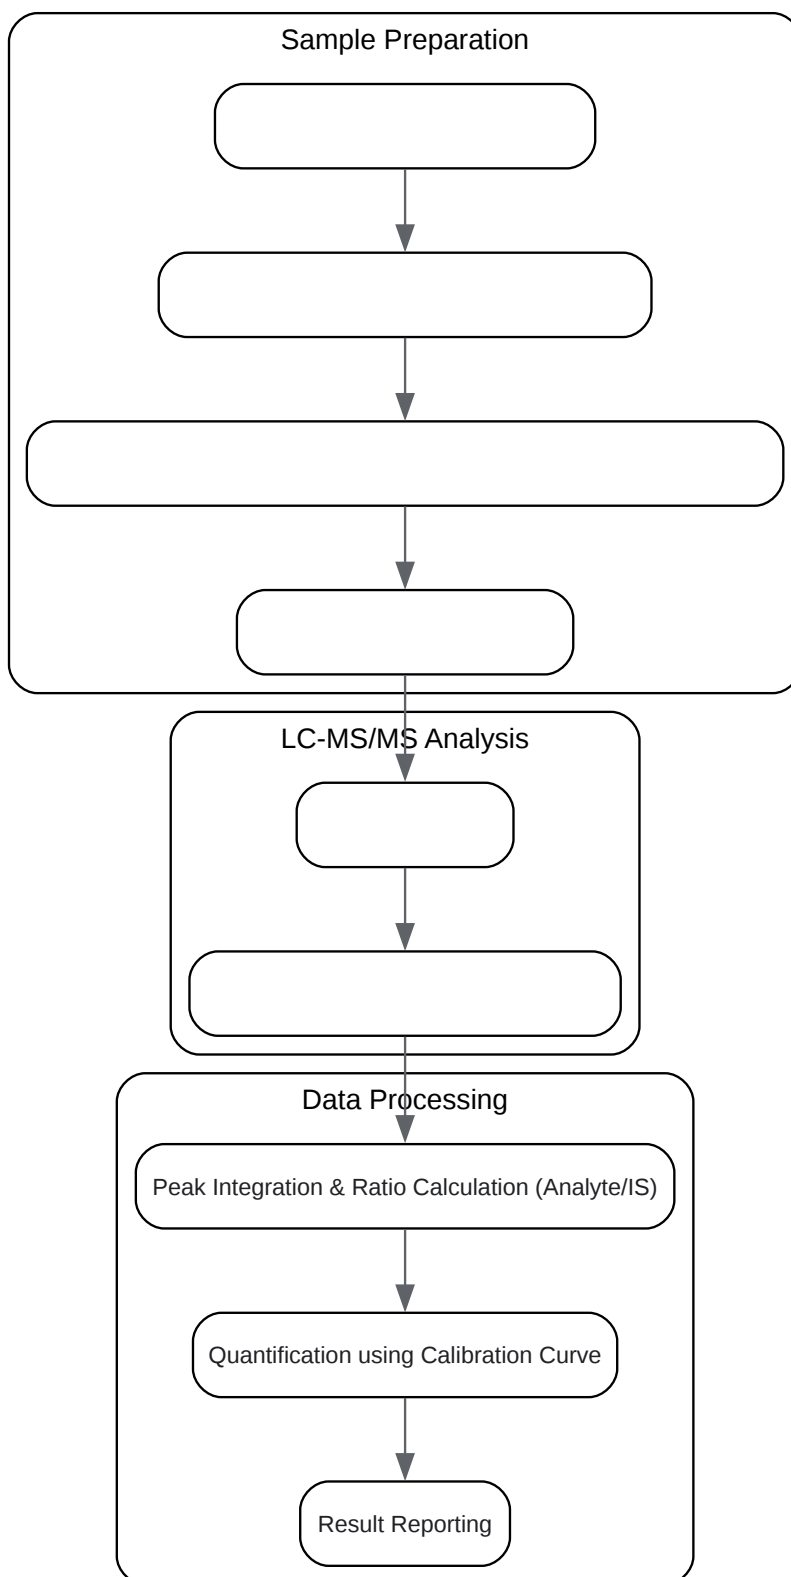 Sample Preparation
LC-MS/MS Analysis
Data Processing
Peak Integration & Ratio Calculation (Analyte/IS)
Quantification using Calibration Curve
Result Reporting